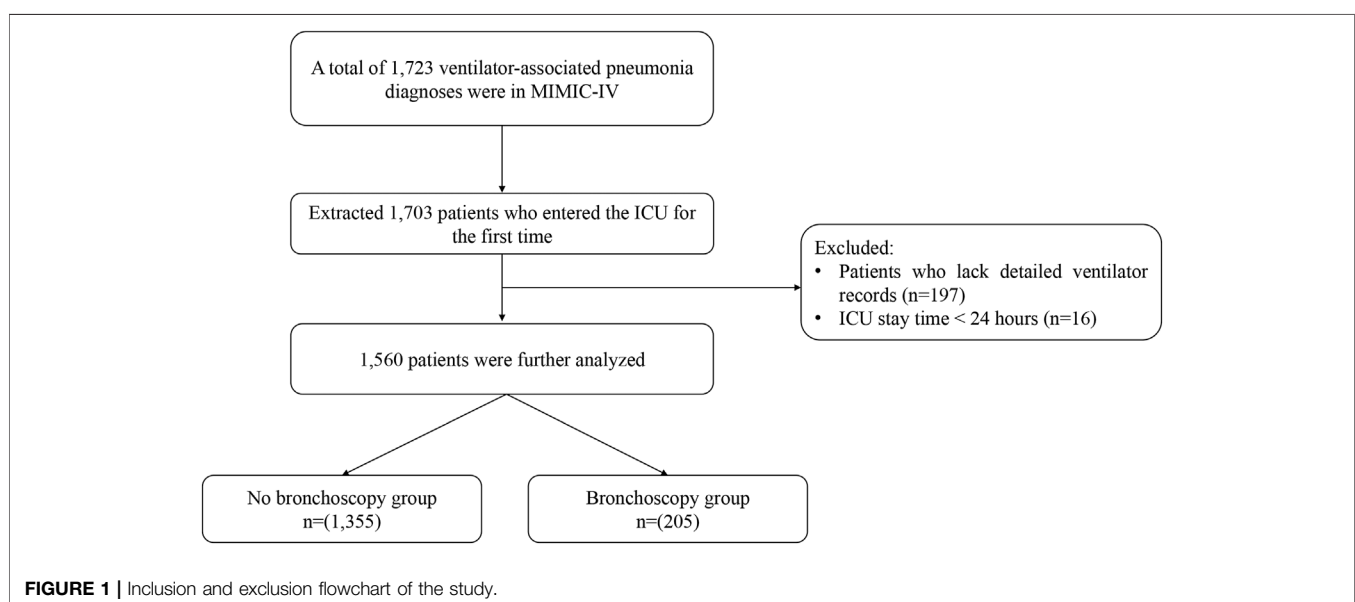 A total of 1,723 ventilator-associated pneumonia
diagnoses were in MIMIC-IV
Extracted 1,703 patients who entered the ICU for
the first time
Excluded:
• Patients who lack detailed ventilator
records (n=197)
• ICU stay time < 24 hours (n=16)
1,560 patients were further analyzed
No bronchoscopy group
n=(1,355)
Bronchoscopy group
n=(205)
FIGURE 1 | Inclusion and exclusion flowchart of the study.